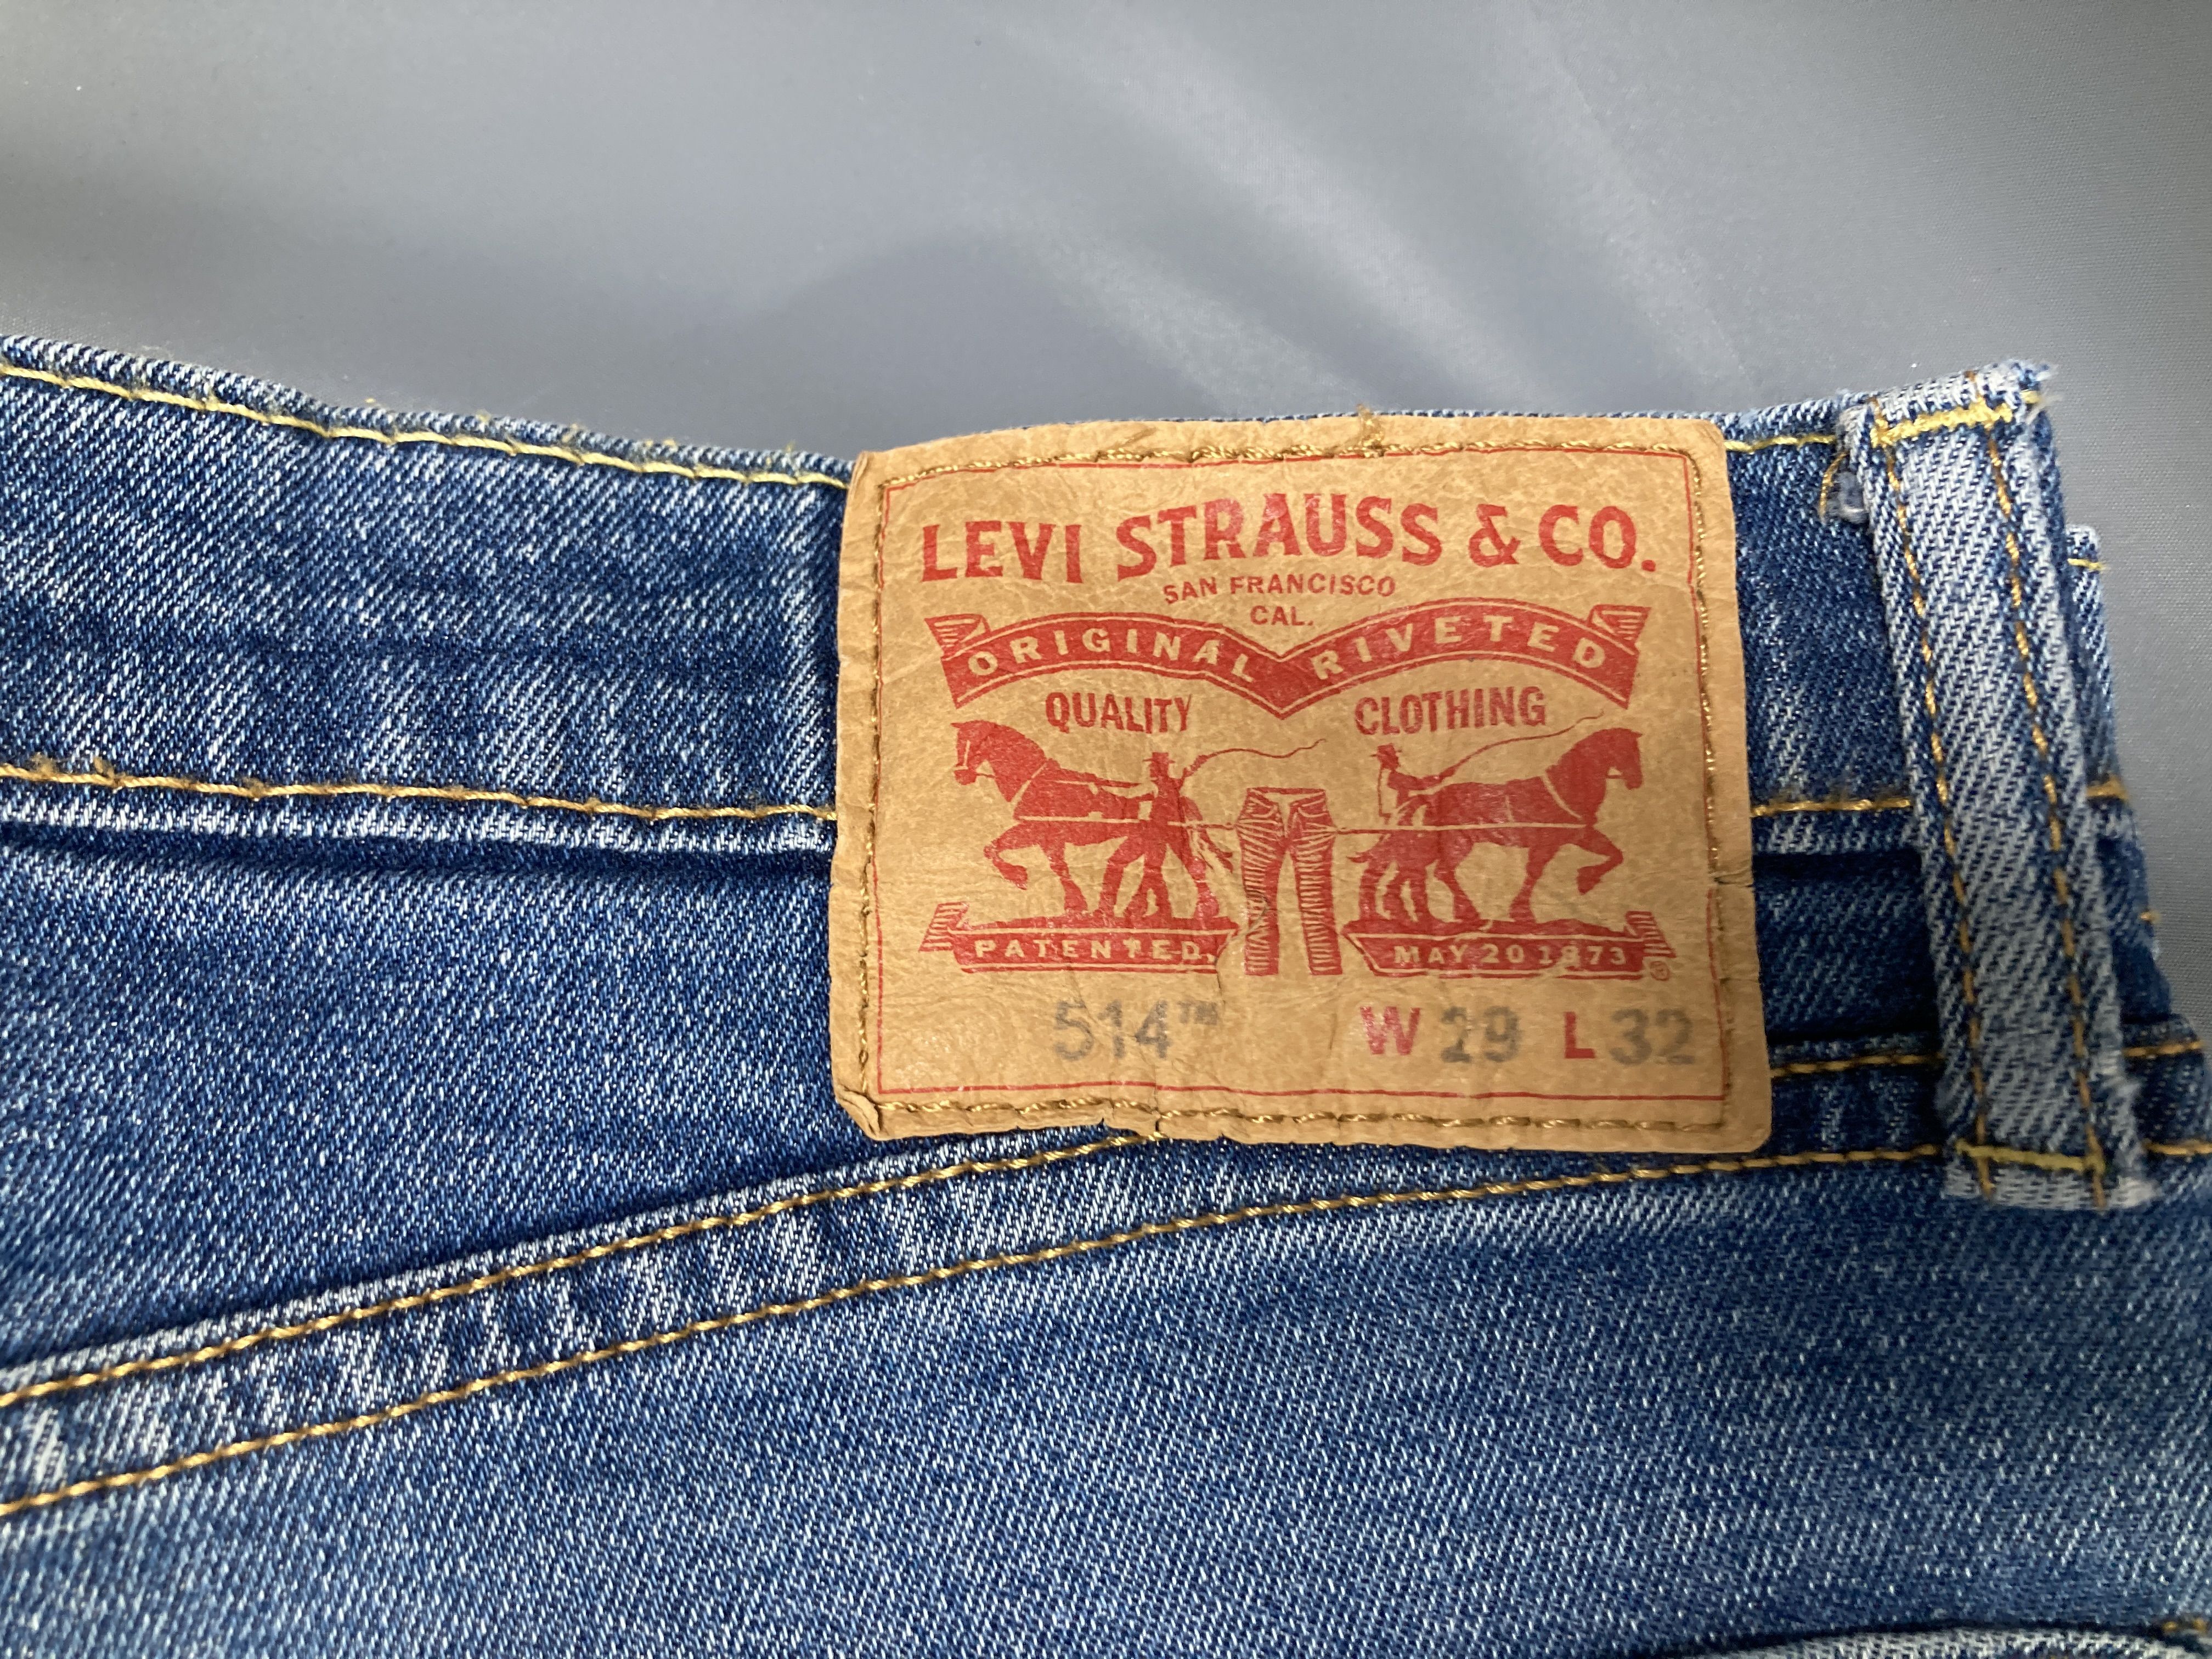 LEVI STRAUSS & CO.
SAN FRANCISCO
CAL.
ORIGINAL RIVETED
QUALITY CLOTHING
PATENTED, MAY 20 1873 ®
514™ W 29 L 32